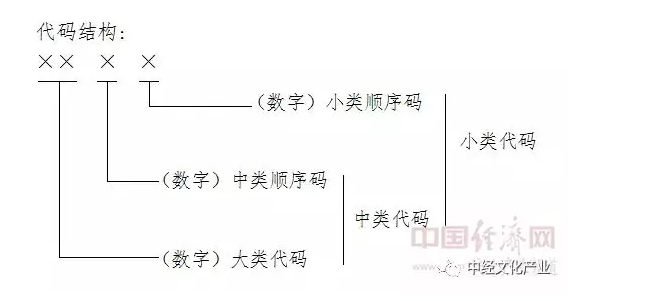 代码结构：
×× × ×
（数字）小类顺序码
小类代码
（数字）中类顺序码
中类代码
（数字）大类代码
中国经济网
中经文化产业